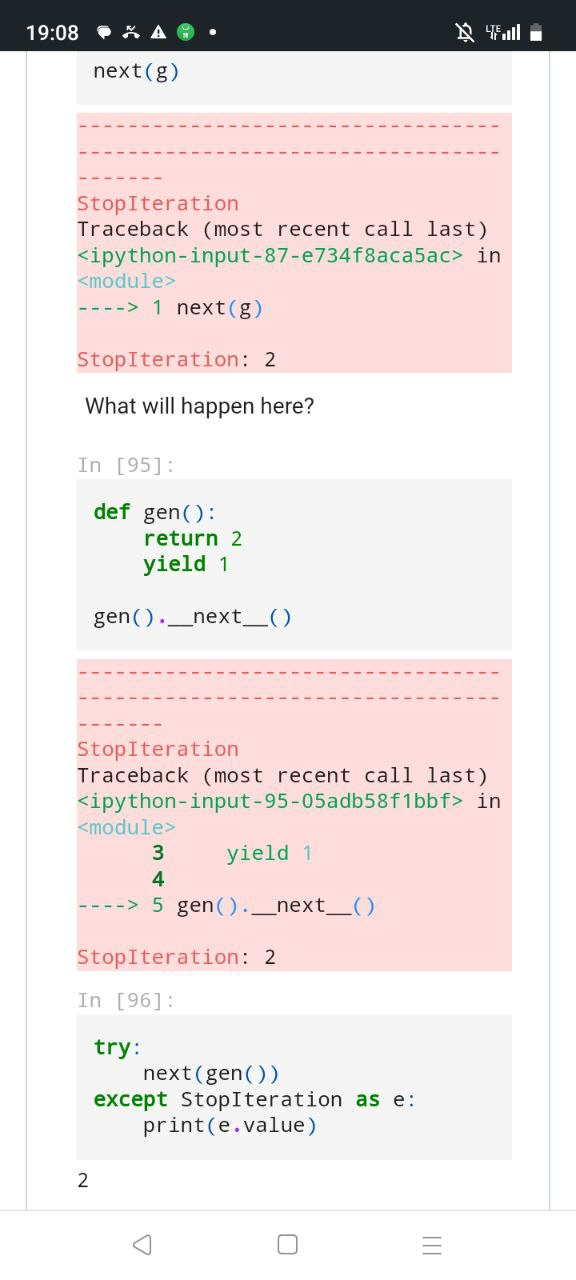 19:08
LTE
next(g)
---------------------------------
---------------------------------
-------
StopIteration
Traceback (most recent call last)
<ipython-input-87-e734f8aca5ac> in
<module>
----> 1 next(g)
StopIteration: 2
What will happen here?
In [95]:
def gen():
    return 2
    yield 1
gen().__next__()
---------------------------------
---------------------------------
-------
StopIteration
Traceback (most recent call last)
<ipython-input-95-05adb58f1bbf> in
<module>
      3     yield 1
      4
----> 5 gen().__next__()
StopIteration: 2
In [96]:
try:
    next(gen())
except StopIteration as e:
    print(e.value)
2